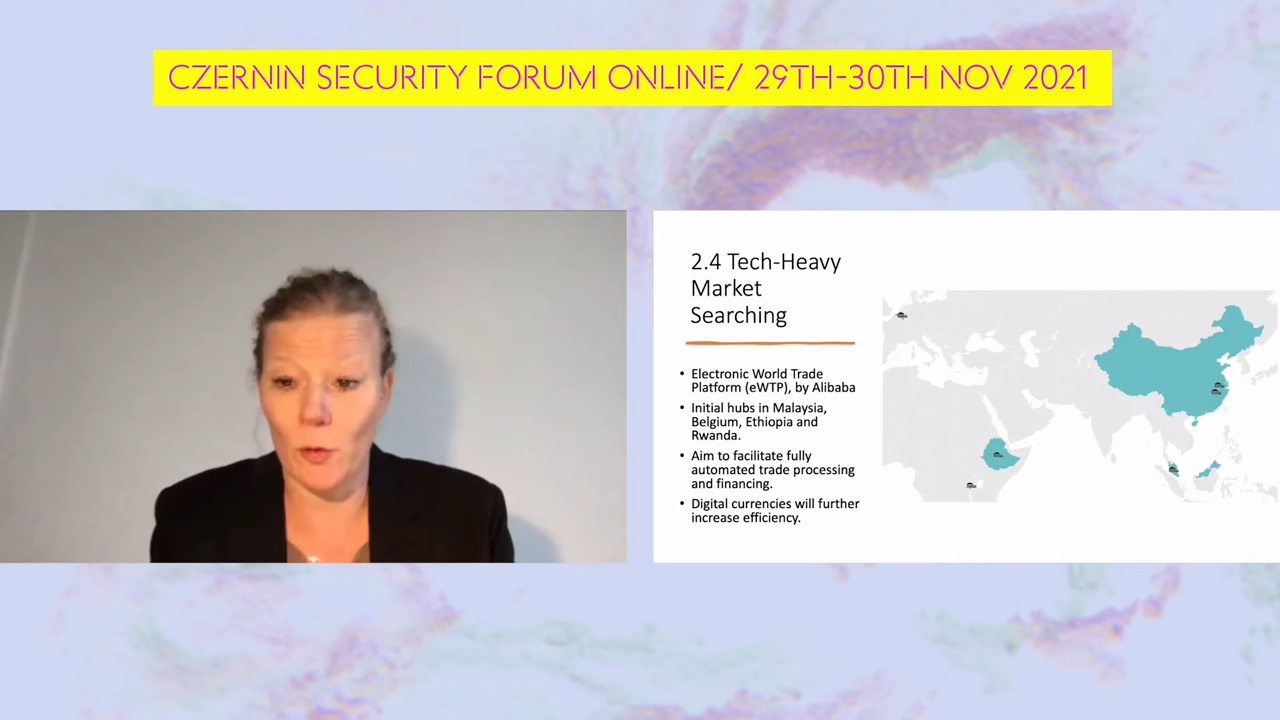 CZERNIN SECURITY FORUM ONLINE/ 29TH-30TH NOV 2021
2.4 Tech-Heavy
Market
Searching
• Electronic World Trade
Platform (eWTP), by Alibaba
• Initial hubs in Malaysia,
Belgium, Ethiopia and
Rwanda.
• Aim to facilitate fully
automated trade processing
and financing.
• Digital currencies will further
increase efficiency.